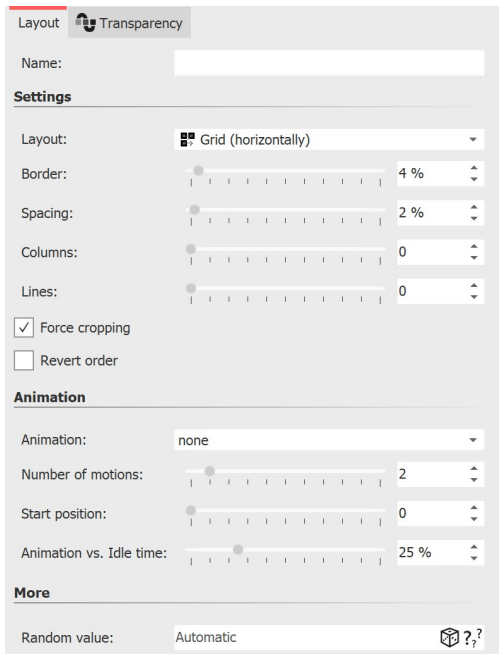 Layout Transparency
Name:
Settings
Layout: Grid (horizontally)
Border: 4 %
Spacing: 2 %
Columns: 0
Lines: 0
Force cropping
Revert order
Animation
Animation: none
Number of motions: 2
Start position: 0
Animation vs. Idle time: 25 %
More
Random value: Automatic ???